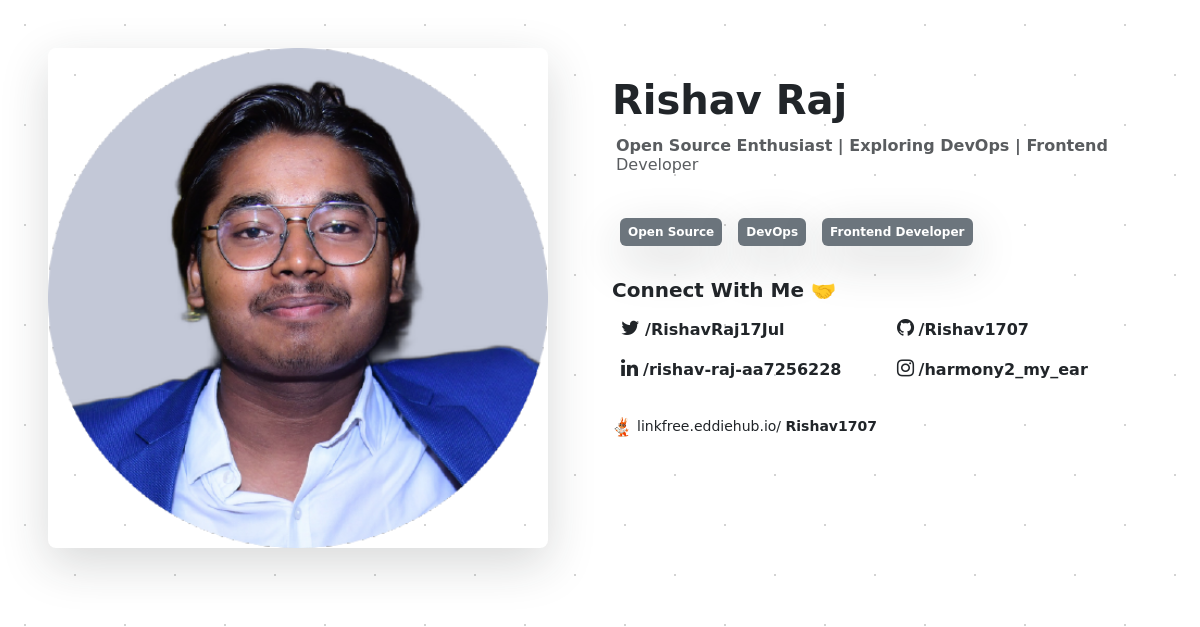 Rishav Raj
Open Source Enthusiast | Exploring DevOps | Frontend
Developer
Open Source DevOps Frontend Developer
Connect With Me 🤝
/RishavRaj17Jul /Rishav1707
/rishav-raj-aa7256228 /harmony2_my_ear
linkfree.eddiehub.io/ Rishav1707